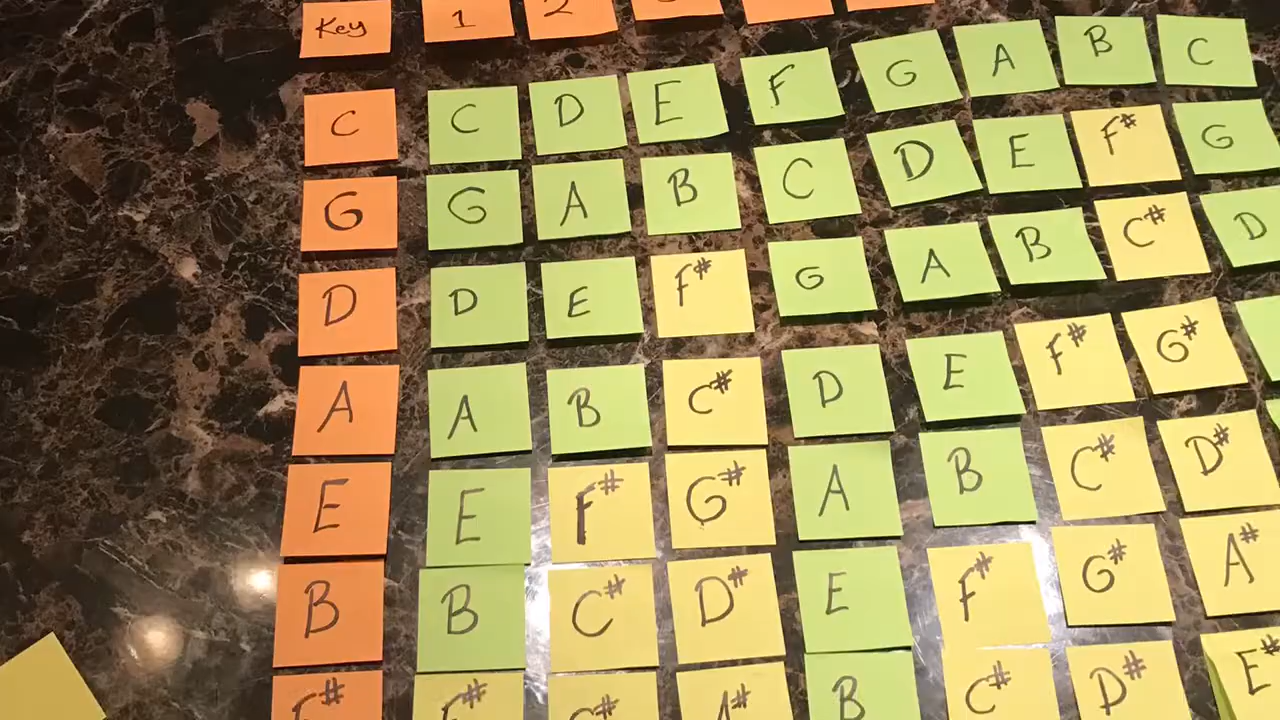 Key 1 2
C C D E F G A B C
G G A B C D E F# G
D D E F# G A B C# D
A A B C# D E F# G#
E E F# G# A B C# D#
B B C# D# E F# G# A#
F# F# G# A# B C# D# E#